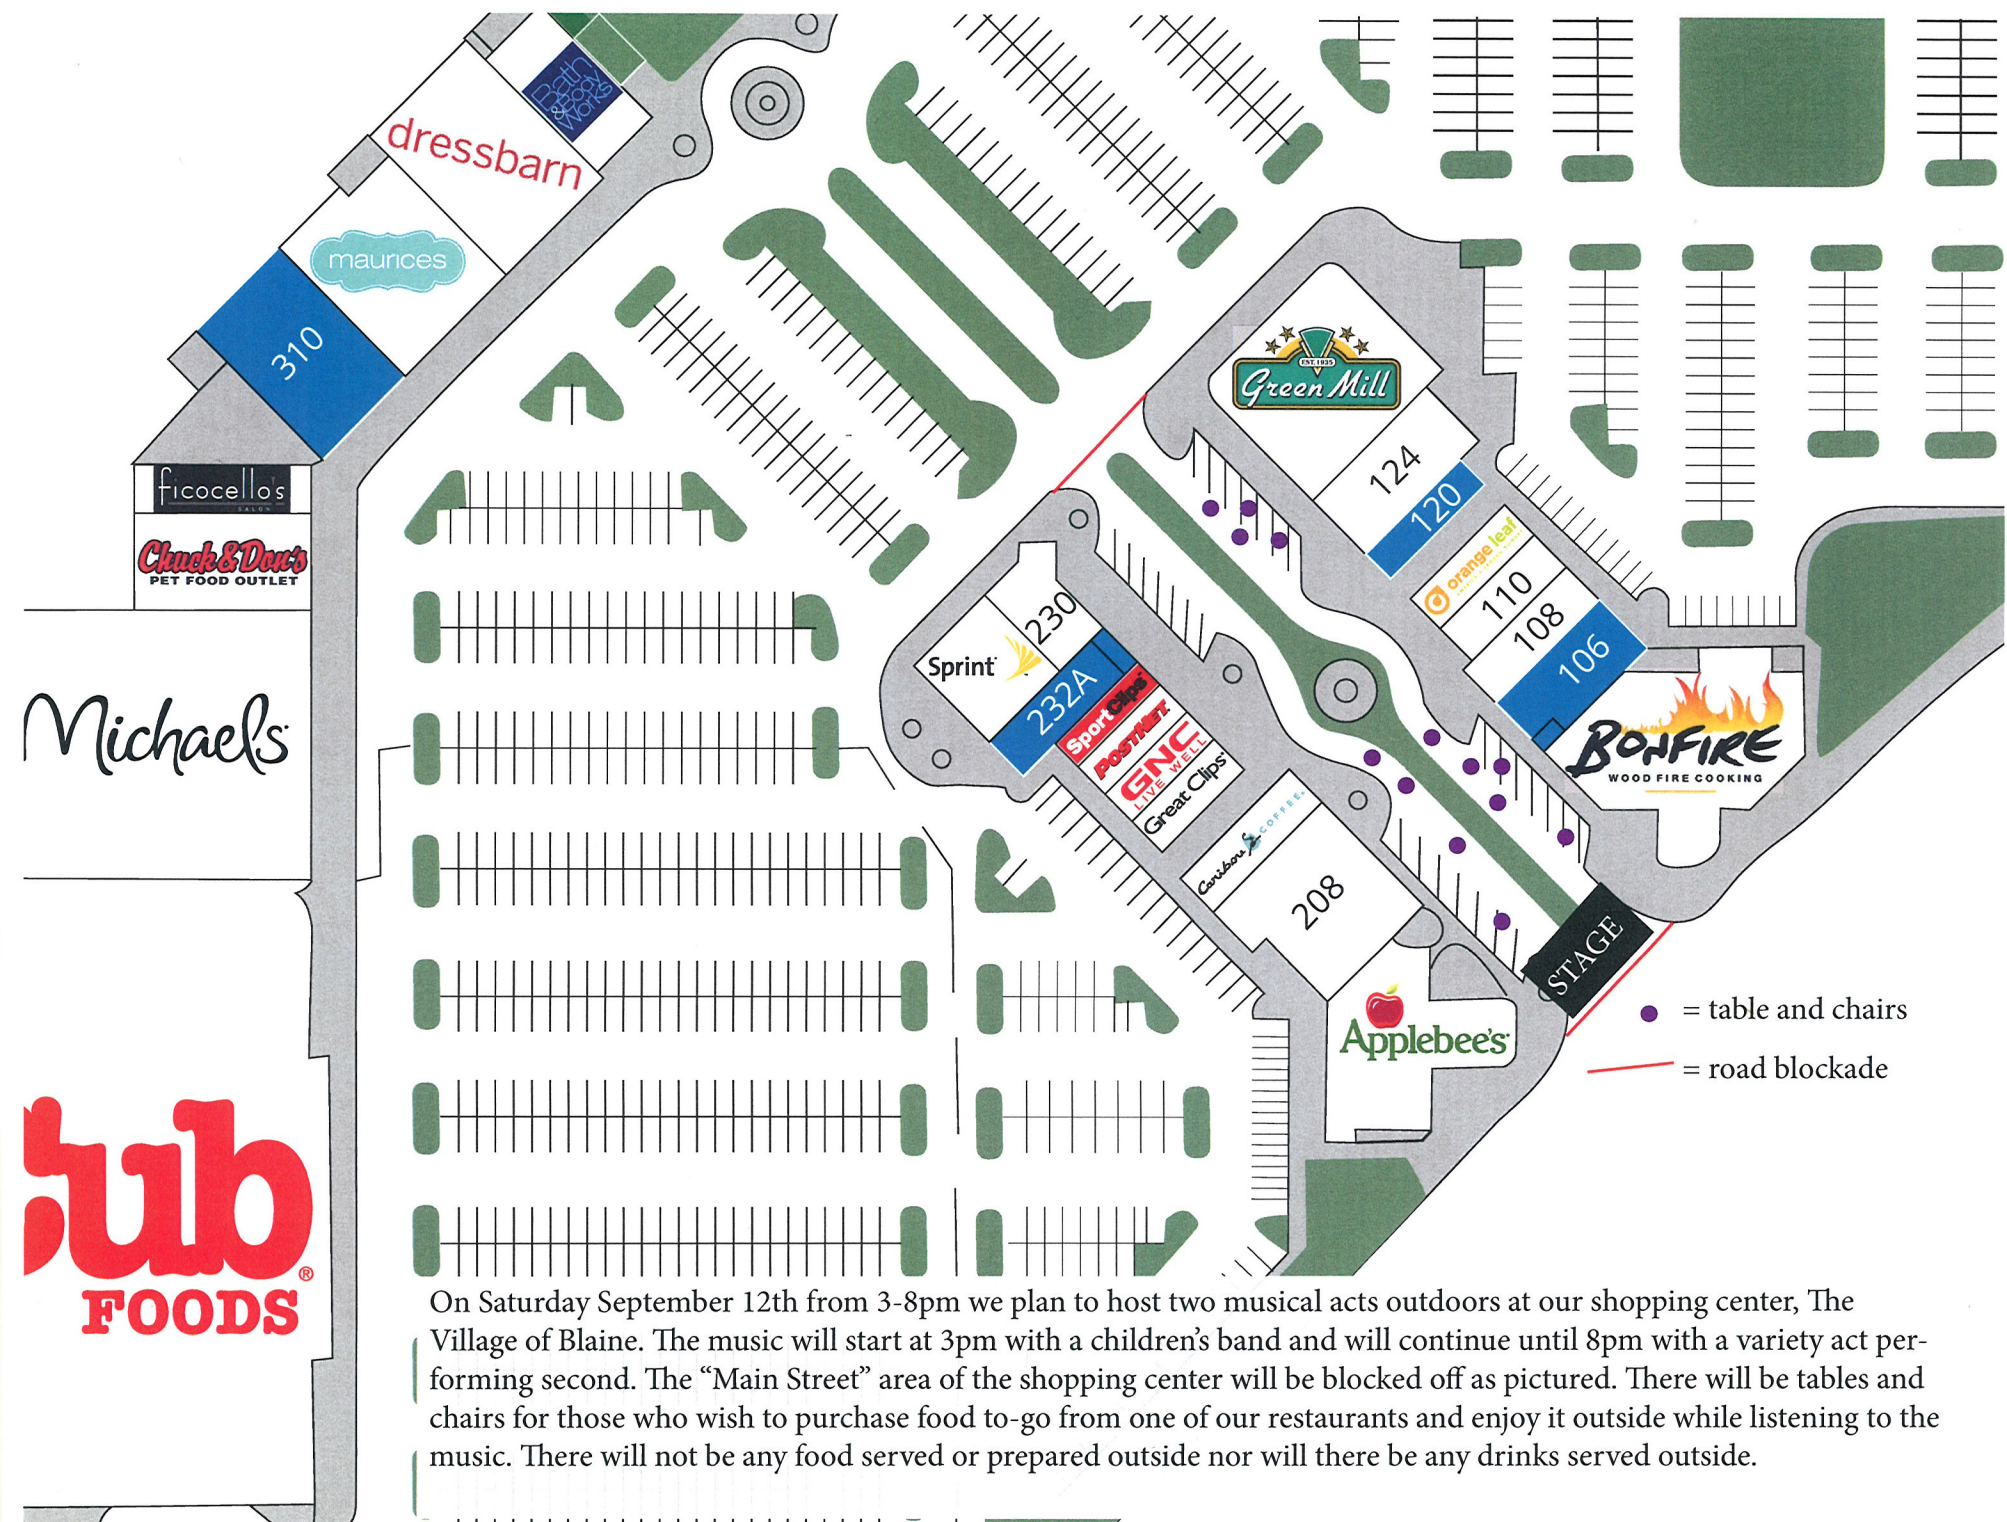 Bath
& Body
Works
dressbarn
maurices
310
ficocello's
SALON
Chuck & Don's
PET FOOD OUTLET
Michaels
Cub
FOODS
EST. 1935
Green Mill
124
120
orange leaf
110
108
106
BONFIRE
WOOD FIRE COOKING
Sprint
230
232A
SportClips
POSTNET
GNC
LIVE WELL
Great Clips
Caribou COFFEE
208
Applebee's
STAGE
= table and chairs
= road blockade
On Saturday September 12th from 3-8pm we plan to host two musical acts outdoors at our shopping center, The
Village of Blaine. The music will start at 3pm with a children's band and will continue until 8pm with a variety act per-
forming second. The “Main Street” area of the shopping center will be blocked off as pictured. There will be tables and
chairs for those who wish to purchase food to-go from one of our restaurants and enjoy it outside while listening to the
music. There will not be any food served or prepared outside nor will there be any drinks served outside.